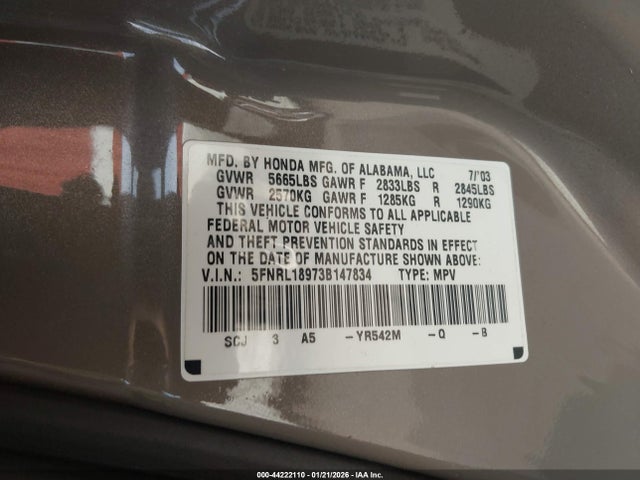 MFD. BY HONDA MFG. OF ALABAMA, LLC 7/'03
GVWR 5665LBS GAWR F 2833LBS R 2845LBS
GVWR 2570KG GAWR F 1285KG R 1290KG
THIS VEHICLE CONFORMS TO ALL APPLICABLE
FEDERAL MOTOR VEHICLE SAFETY
AND THEFT PREVENTION STANDARDS IN EFFECT
ON THE DATE OF MANUFACTURE SHOWN ABOVE:
V.I.N.: 5FNRL18973B147834 TYPE: MPV
SCJ 3 A5 -YR542M -Q -B
000-44222110 - 01/21/2026 - IAA Inc.